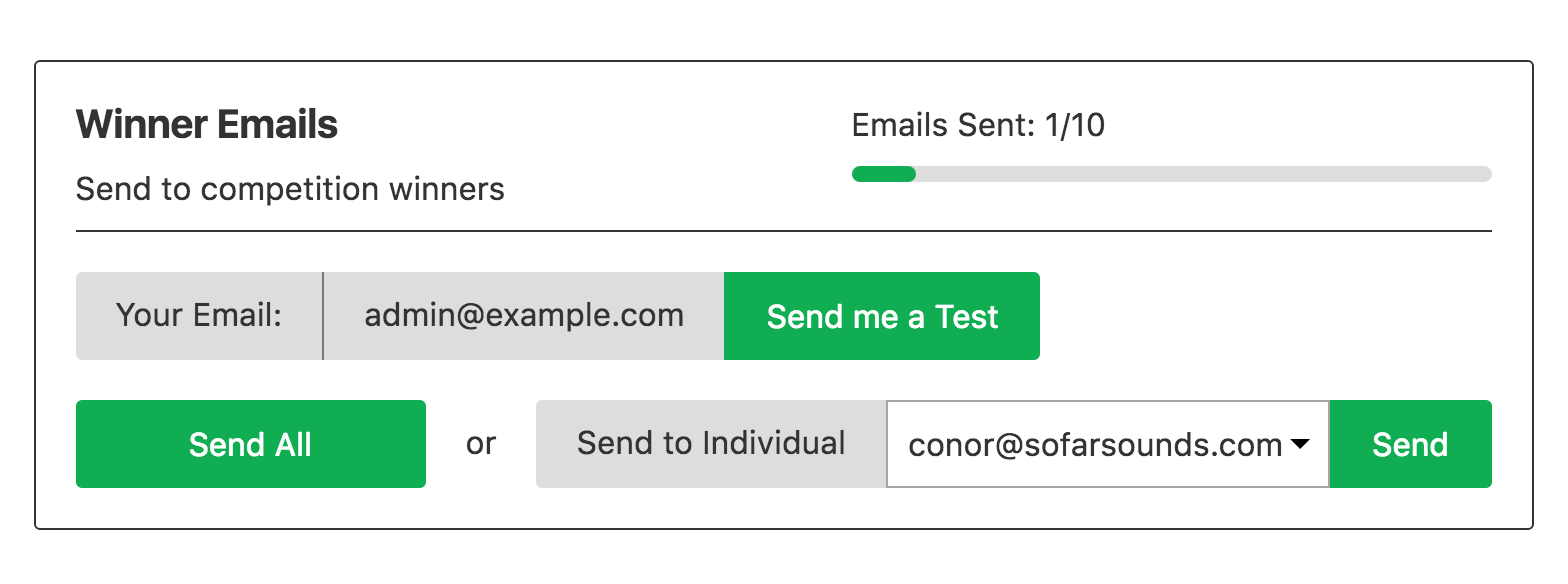 Winner Emails
Emails Sent: 1/10
Send to competition winners
Your Email: admin@example.com Send me a Test
Send All or Send to Individual conor@sofarsounds.com Send